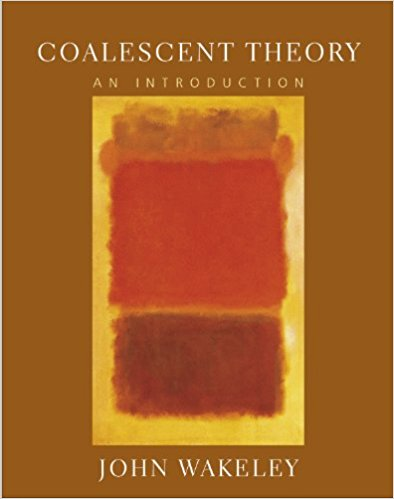 COALESCENT THEORY
AN INTRODUCTION
JOHN WAKELEY